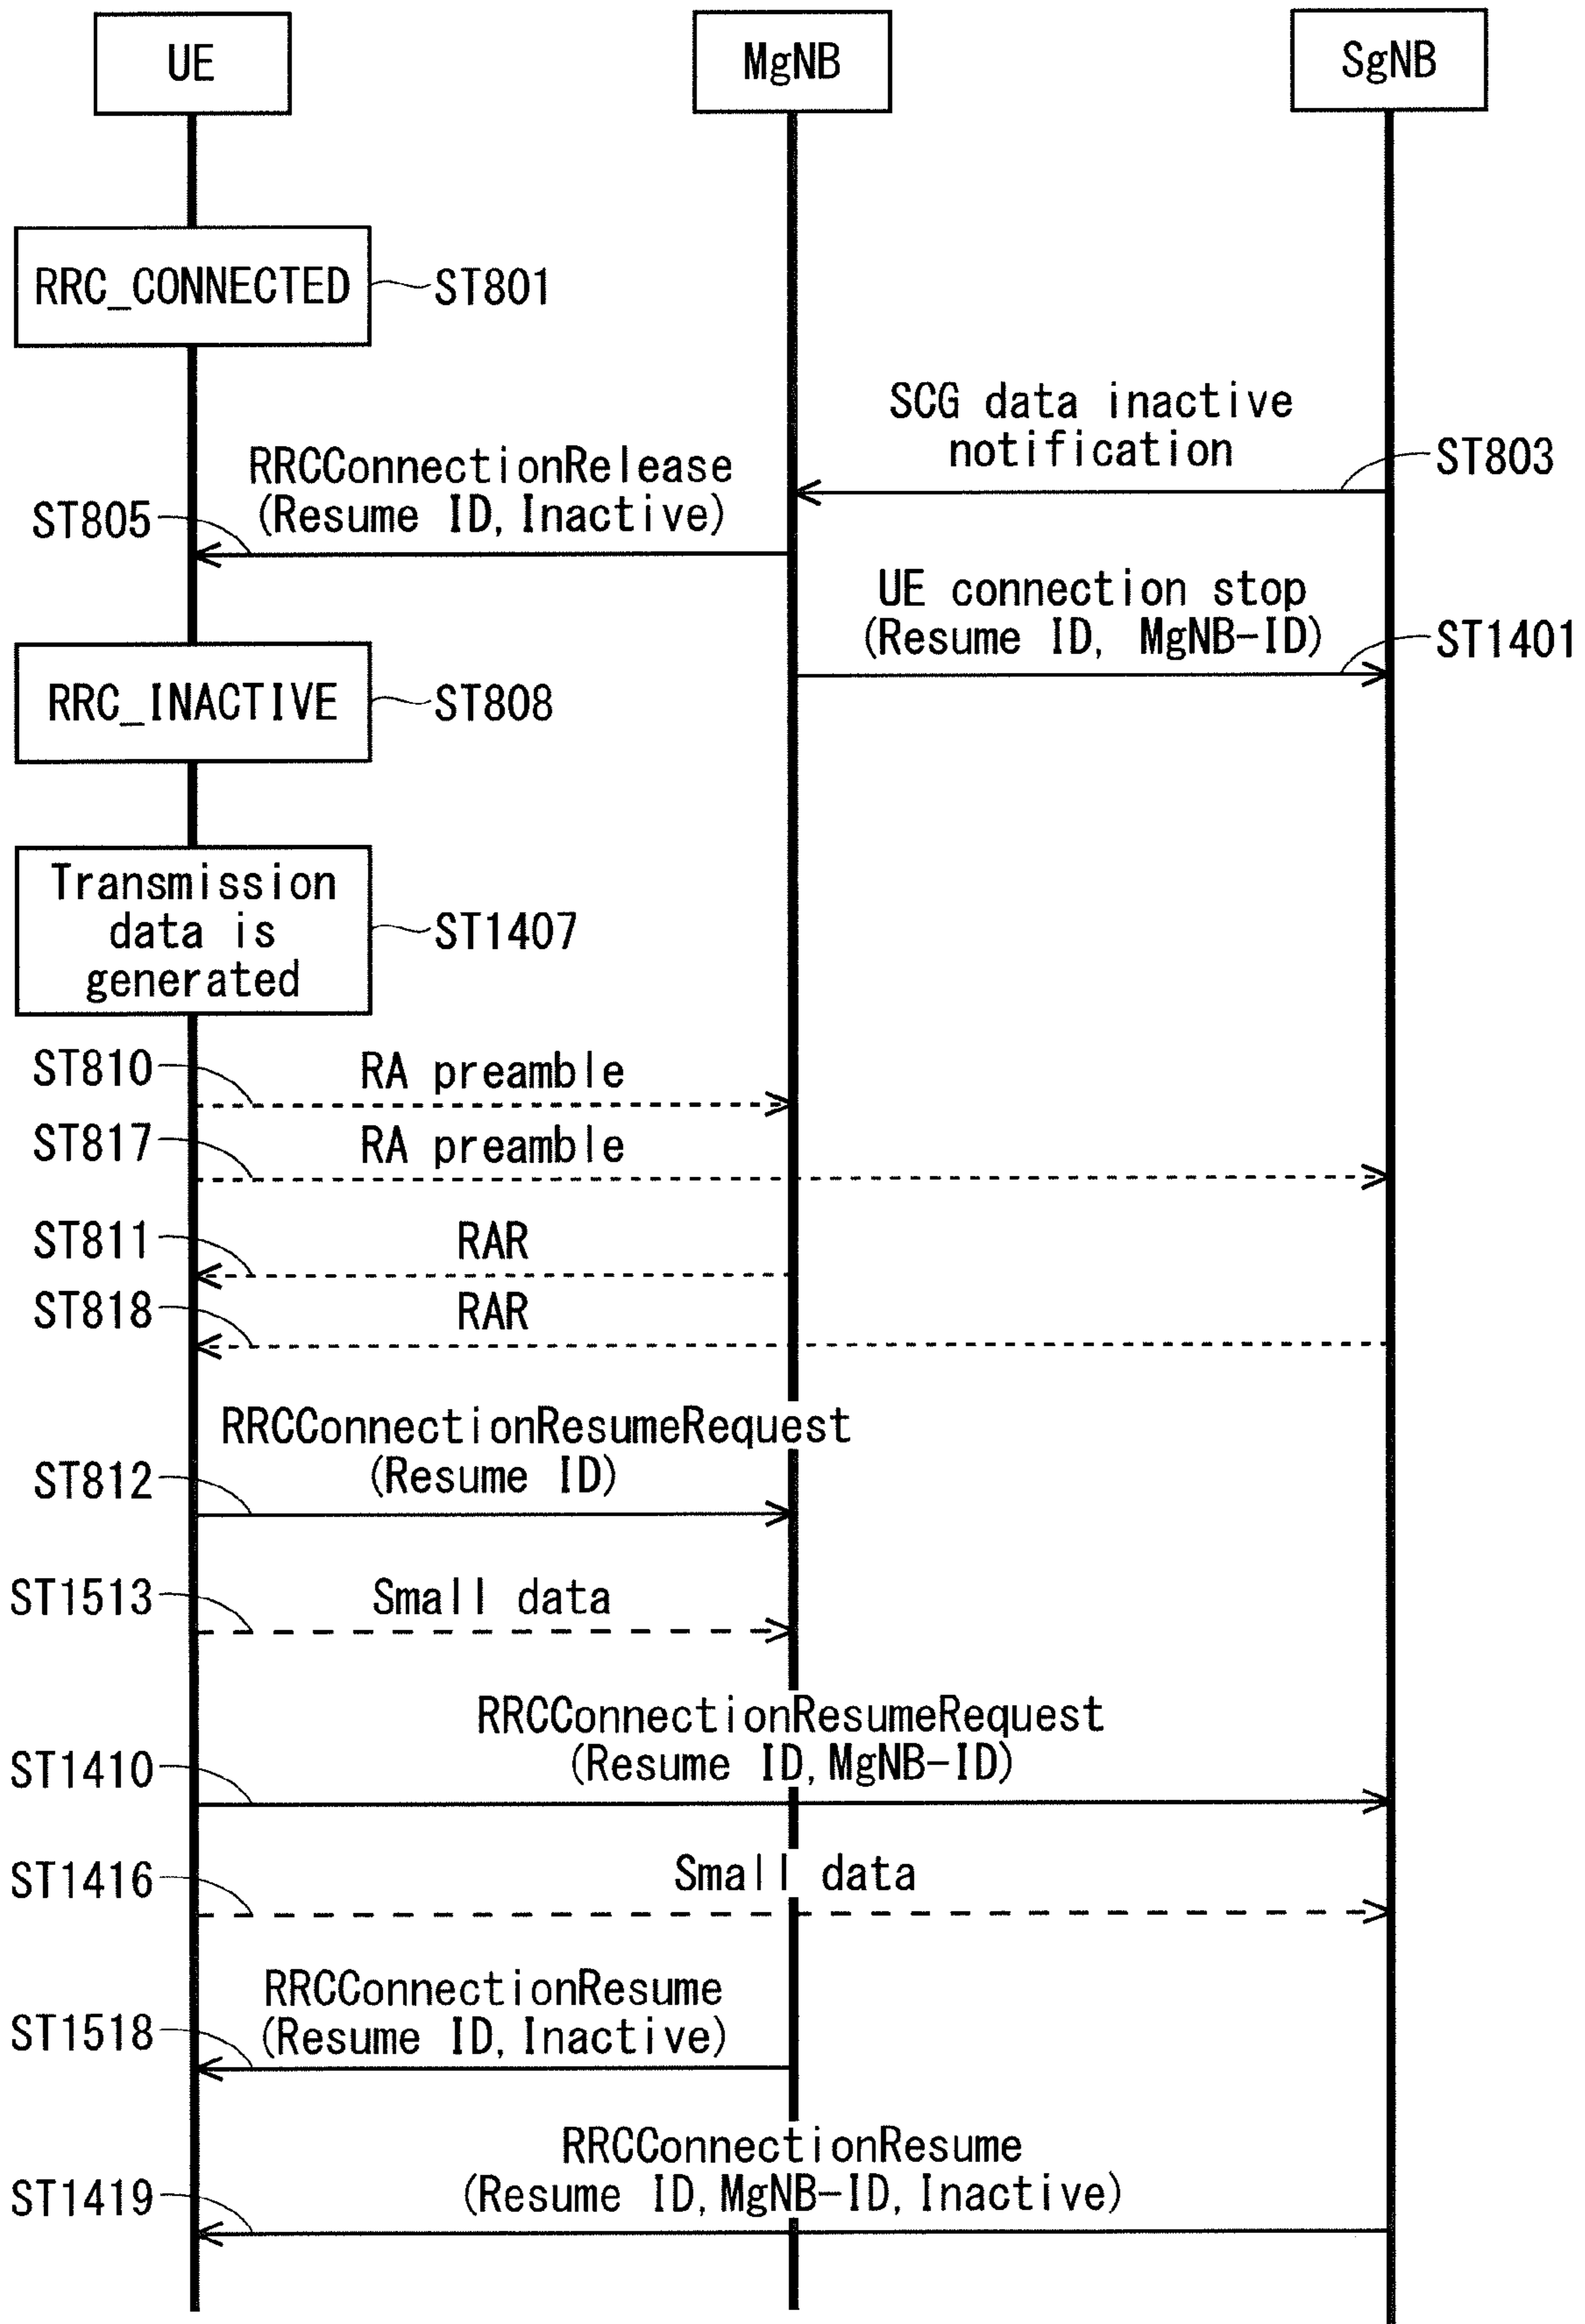 UE
MgNB
SgNB
RRC_CONNECTED
ST801
SCG data inactive
notification
ST803
RRCConnectionRelease
(Resume ID, Inactive)
ST805
UE connection stop
(Resume ID, MgNB-ID)
ST1401
RRC_INACTIVE
ST808
Transmission
data is
generated
ST1407
ST810
RA preamble
ST817
RA preamble
ST811
RAR
ST818
RAR
RRCConnectionResumeRequest
(Resume ID)
ST812
ST1513
Small data
RRCConnectionResumeRequest
(Resume ID, MgNB-ID)
ST1410
ST1416
Small data
RRCConnectionResume
(Resume ID, Inactive)
ST1518
RRCConnectionResume
(Resume ID, MgNB-ID, Inactive)
ST1419